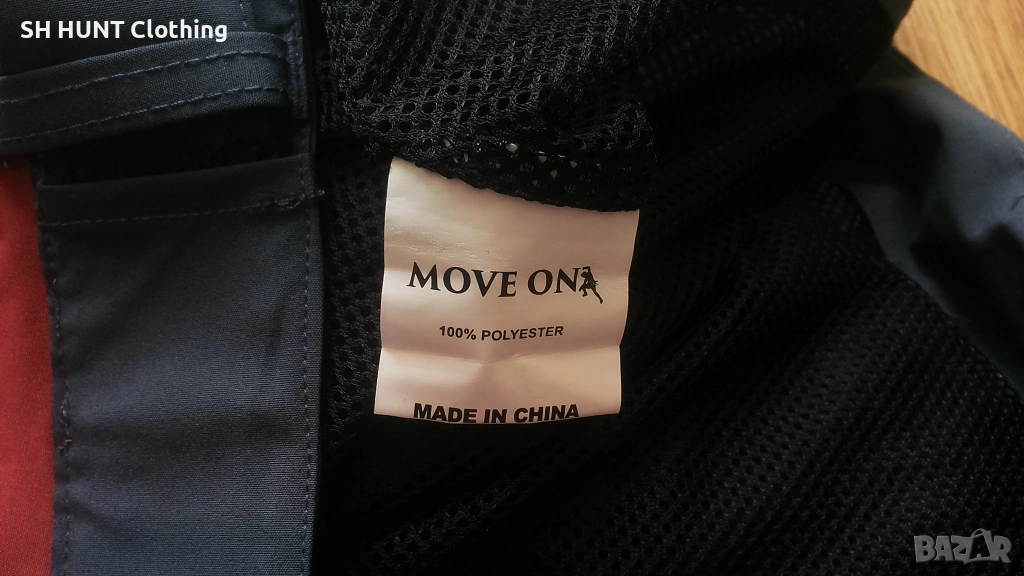 SH HUNT Clothing
MOVE ON
100% POLYESTER
MADE IN CHINA
BAZAR